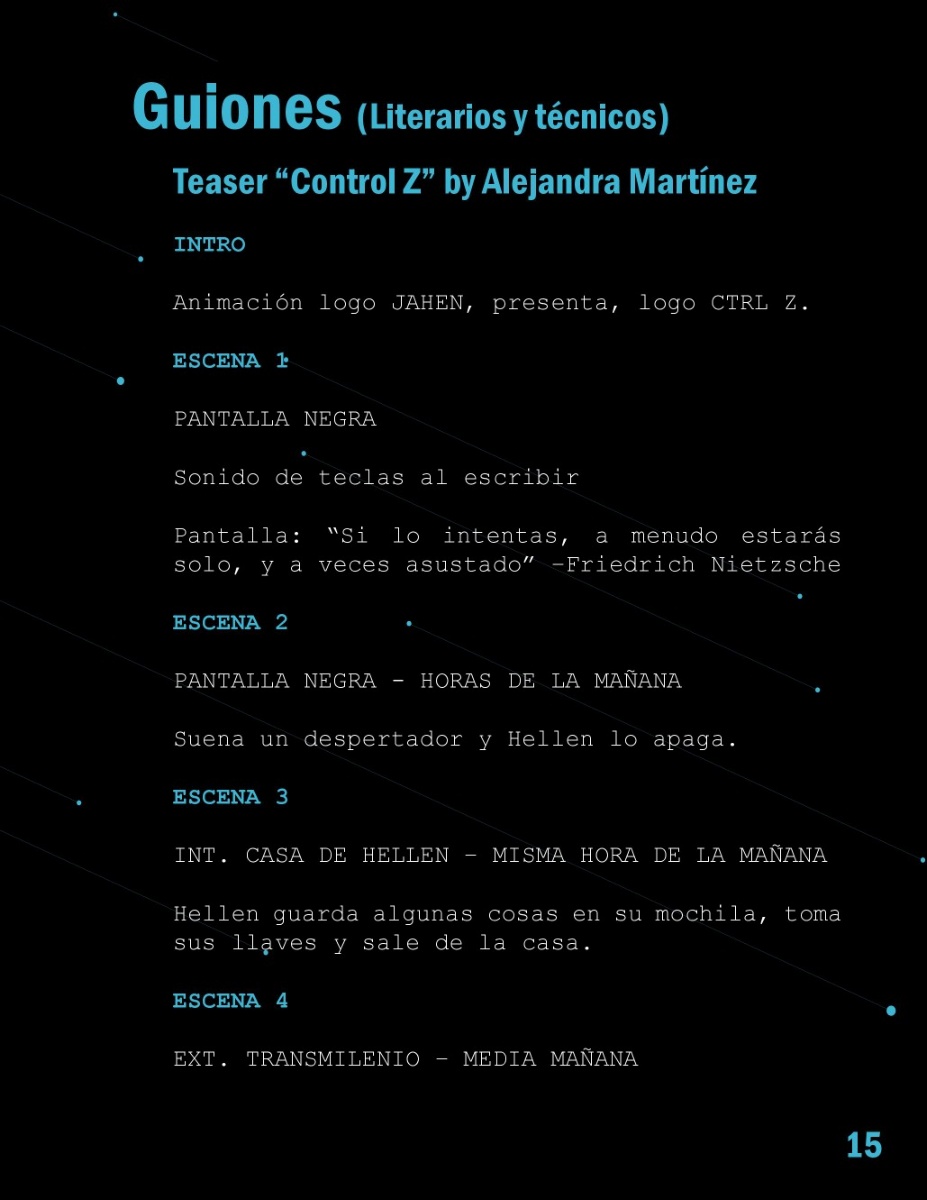 Guiones (Literarios y técnicos)
Teaser “Control Z” by Alejandra Martínez
INTRO
Animación logo JAHEN, presenta, logo CTRL Z.
ESCENA 1
PANTALLA NEGRA
Sonido de teclas al escribir
Pantalla: “Si lo intentas, a menudo estarás
solo, y a veces asustado” –Friedrich Nietzsche
ESCENA 2
PANTALLA NEGRA - HORAS DE LA MAÑANA
Suena un despertador y Hellen lo apaga.
ESCENA 3
INT. CASA DE HELLEN – MISMA HORA DE LA MAÑANA
Hellen guarda algunas cosas en su mochila, toma
sus llaves y sale de la casa.
ESCENA 4
EXT. TRANSMILENIO – MEDIA MAÑANA
15